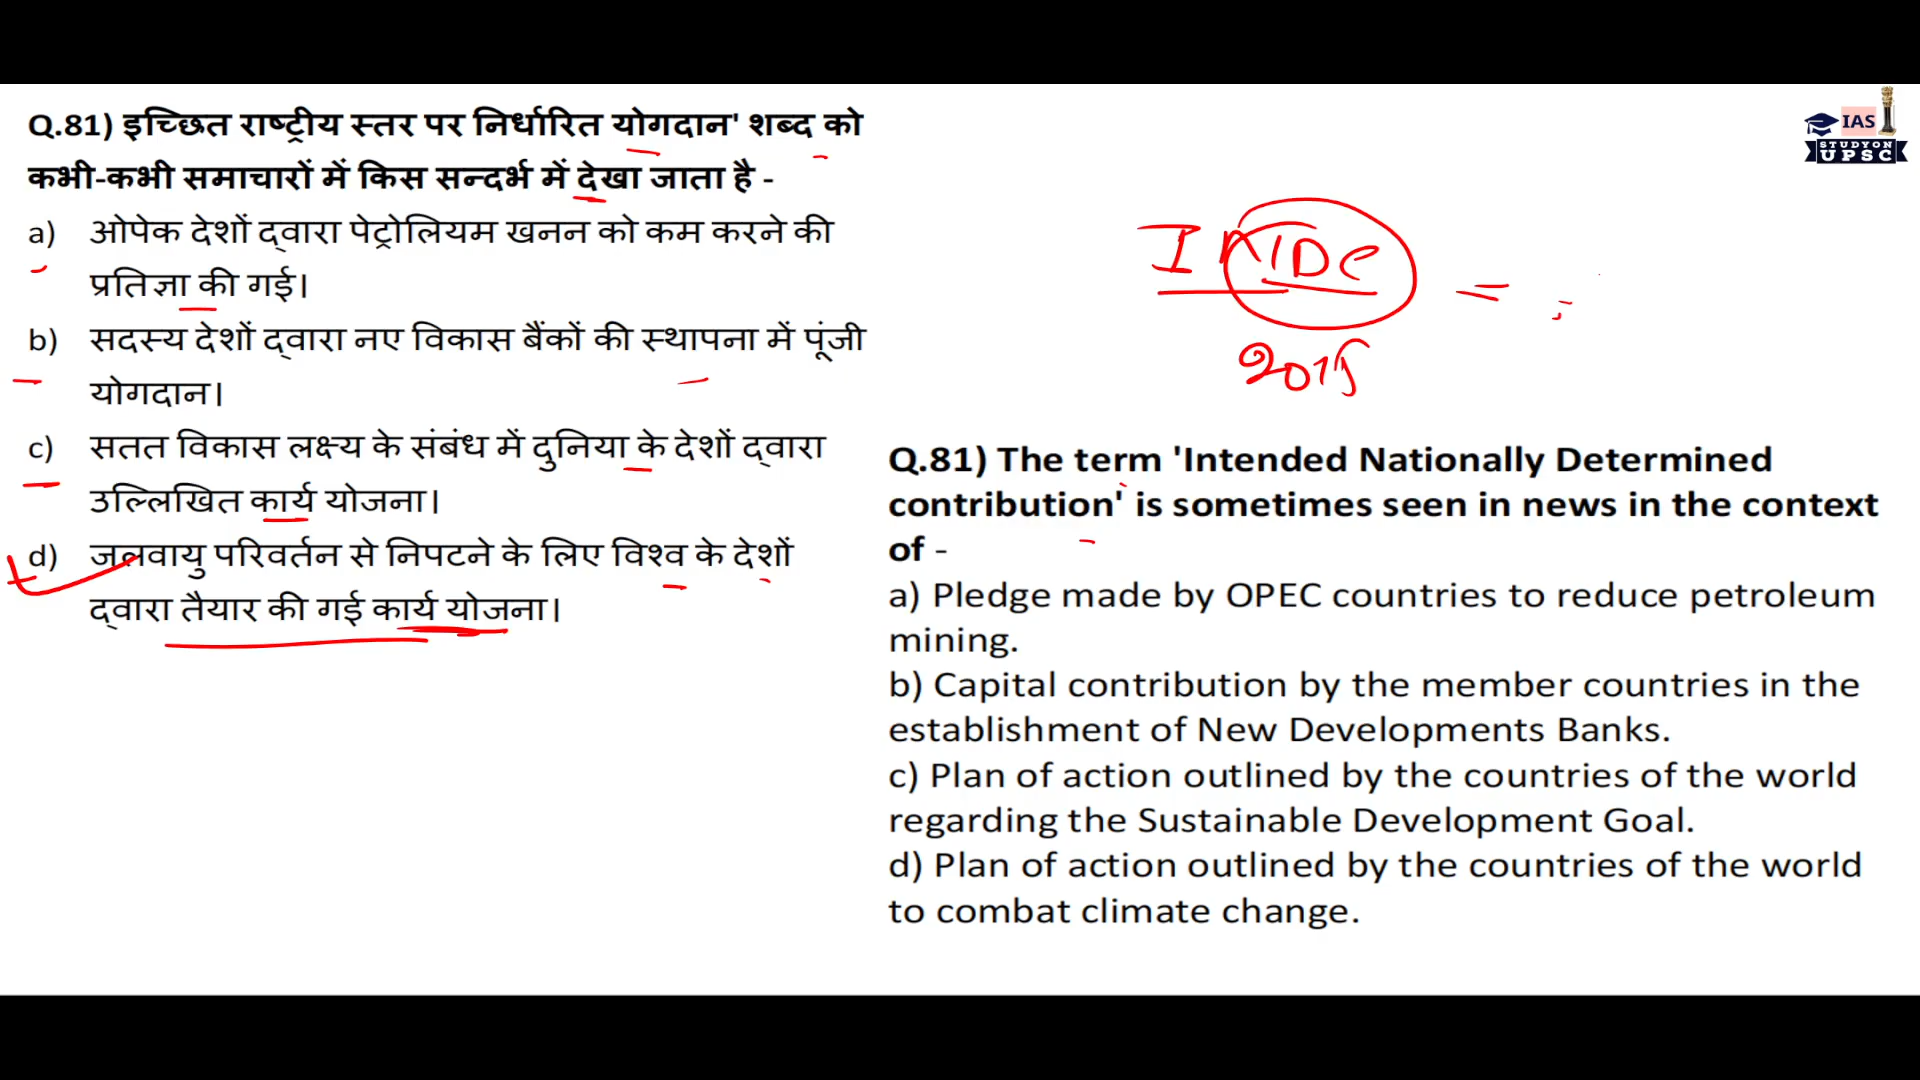 Q.81) इच्छित राष्ट्रीय स्तर पर निर्धारित योगदान' शब्द को
कभी-कभी समाचारों में किस सन्दर्भ में देखा जाता है -
a) ओपेक देशों द्वारा पेट्रोलियम खनन को कम करने की
प्रतिज्ञा की गई।
b) सदस्य देशों द्वारा नए विकास बैंकों की स्थापना में पूंजी
योगदान।
c) सतत विकास लक्ष्य के संबंध में दुनिया के देशों द्वारा
उल्लिखित कार्य योजना।
d) जलवायु परिवर्तन से निपटने के लिए विश्व के देशों
द्वारा तैयार की गई कार्य योजना।
IAS
STUDYON
UPSC
2015
Q.81) The term 'Intended Nationally Determined
contribution' is sometimes seen in news in the context
of -
a) Pledge made by OPEC countries to reduce petroleum
mining.
b) Capital contribution by the member countries in the
establishment of New Developments Banks.
c) Plan of action outlined by the countries of the world
regarding the Sustainable Development Goal.
d) Plan of action outlined by the countries of the world
to combat climate change.